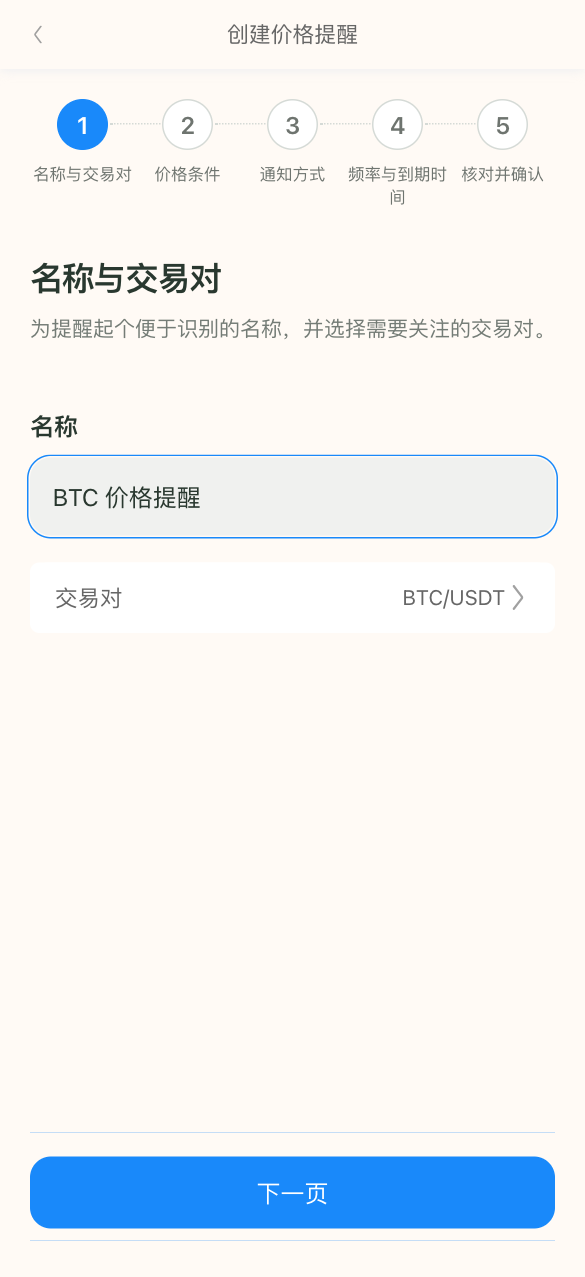 创建价格提醒
1
2
3
4
5
名称与交易对
价格条件
通知方式
频率与到期时
间
核对并确认
名称与交易对
为提醒起个便于识别的名称，并选择需要关注的交易对。
名称
BTC 价格提醒
交易对
BTC/USDT
下一页